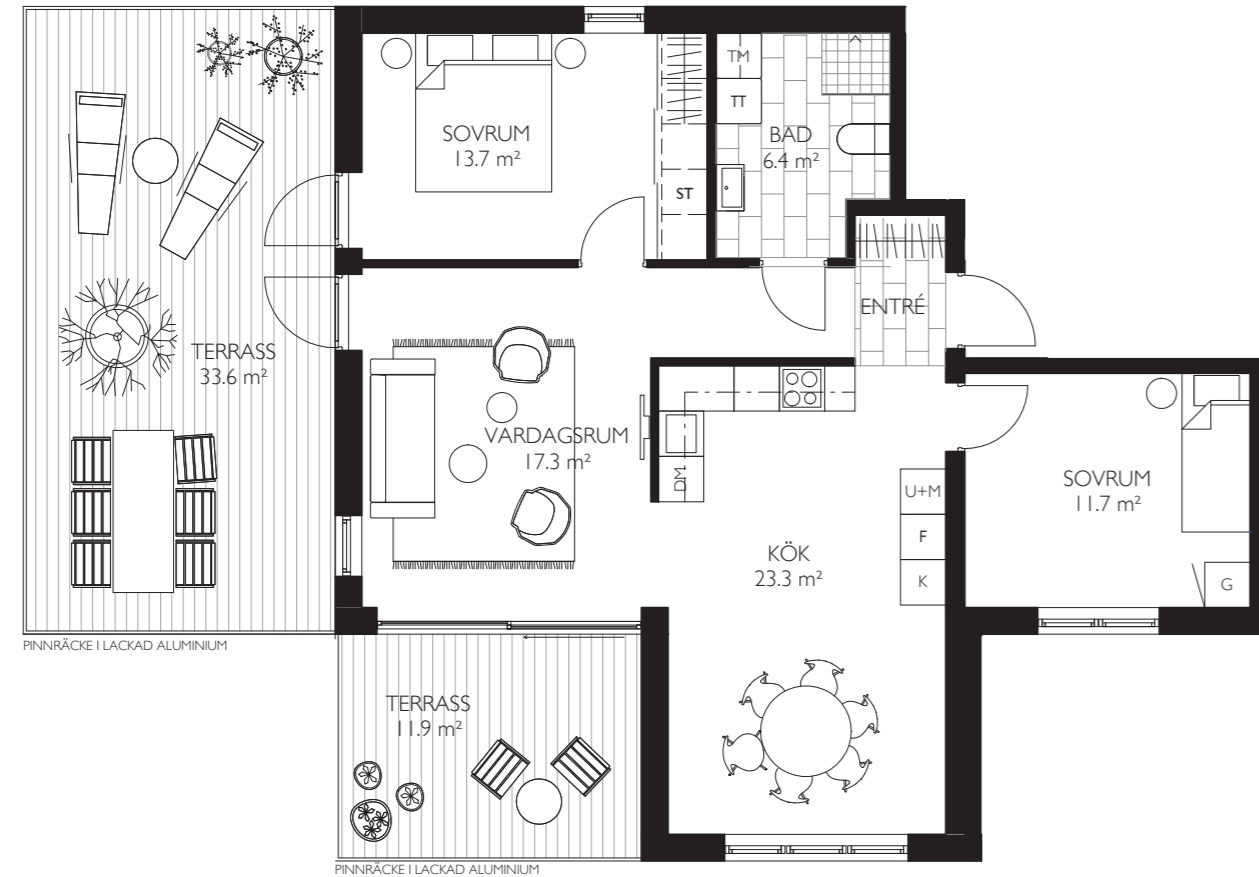 SOVRUM
13.7 m²
ST
TM
TT
BAD
6.4 m²
ENTRÉ
TERRASS
33.6 m²
VARDAGSRUM
17.3 m²
DM
U+M
F
K
KÖK
23.3 m²
SOVRUM
11.7 m²
G
PINNRÄCKE I LACKAD ALUMINIUM
TERRASS
11.9 m²
PINNRÄCKE I LACKAD ALUMINIUM